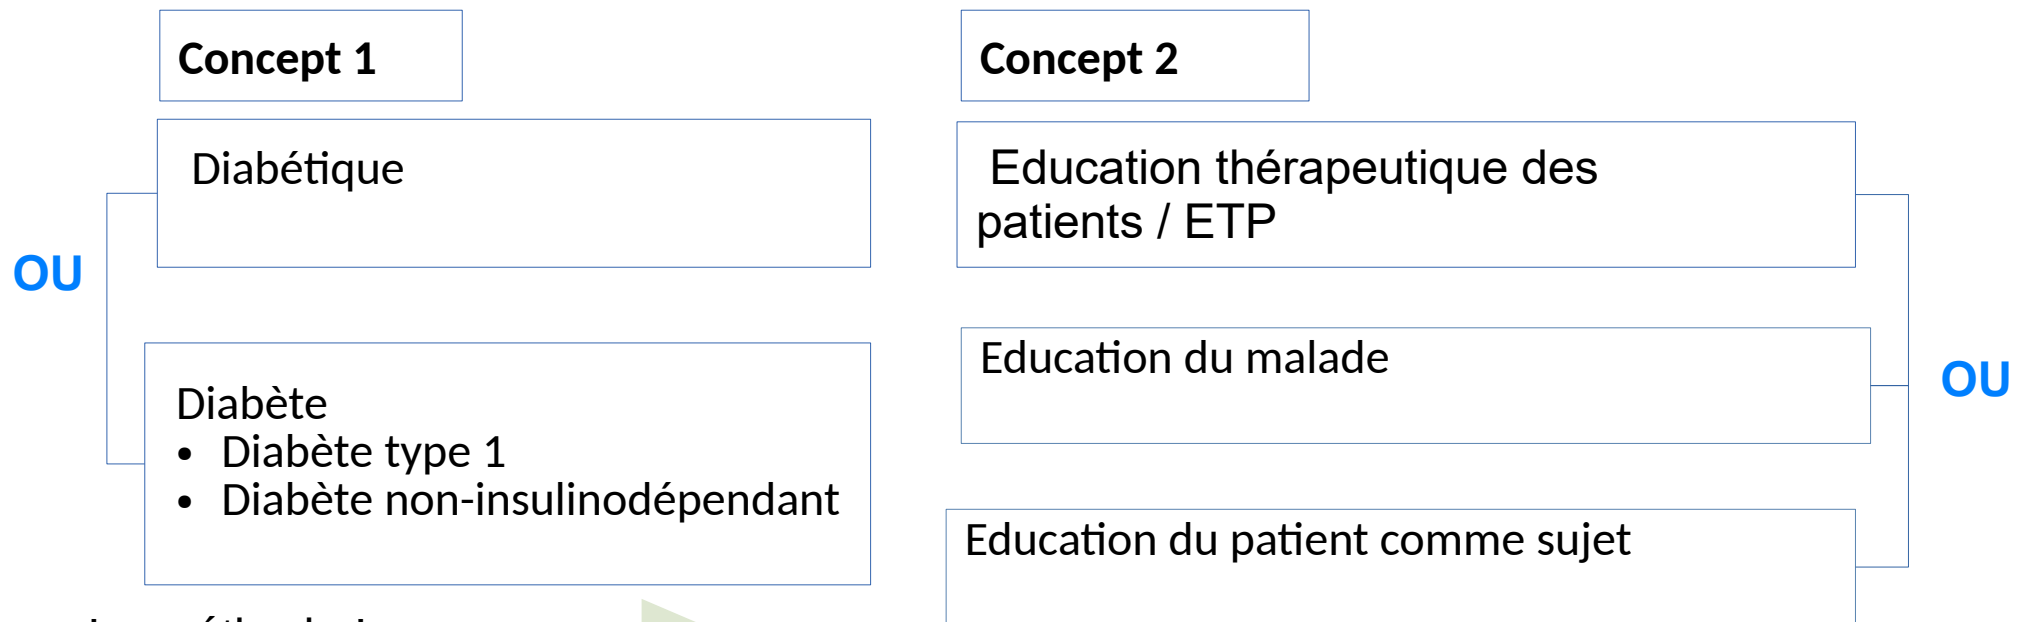 Concept 1
Diabétique
OU
Diabète
• Diabète type 1
• Diabète non-insulinodépendant
Concept 2
Education thérapeutique des
patients / ETP
Education du malade
OU
Education du patient comme sujet